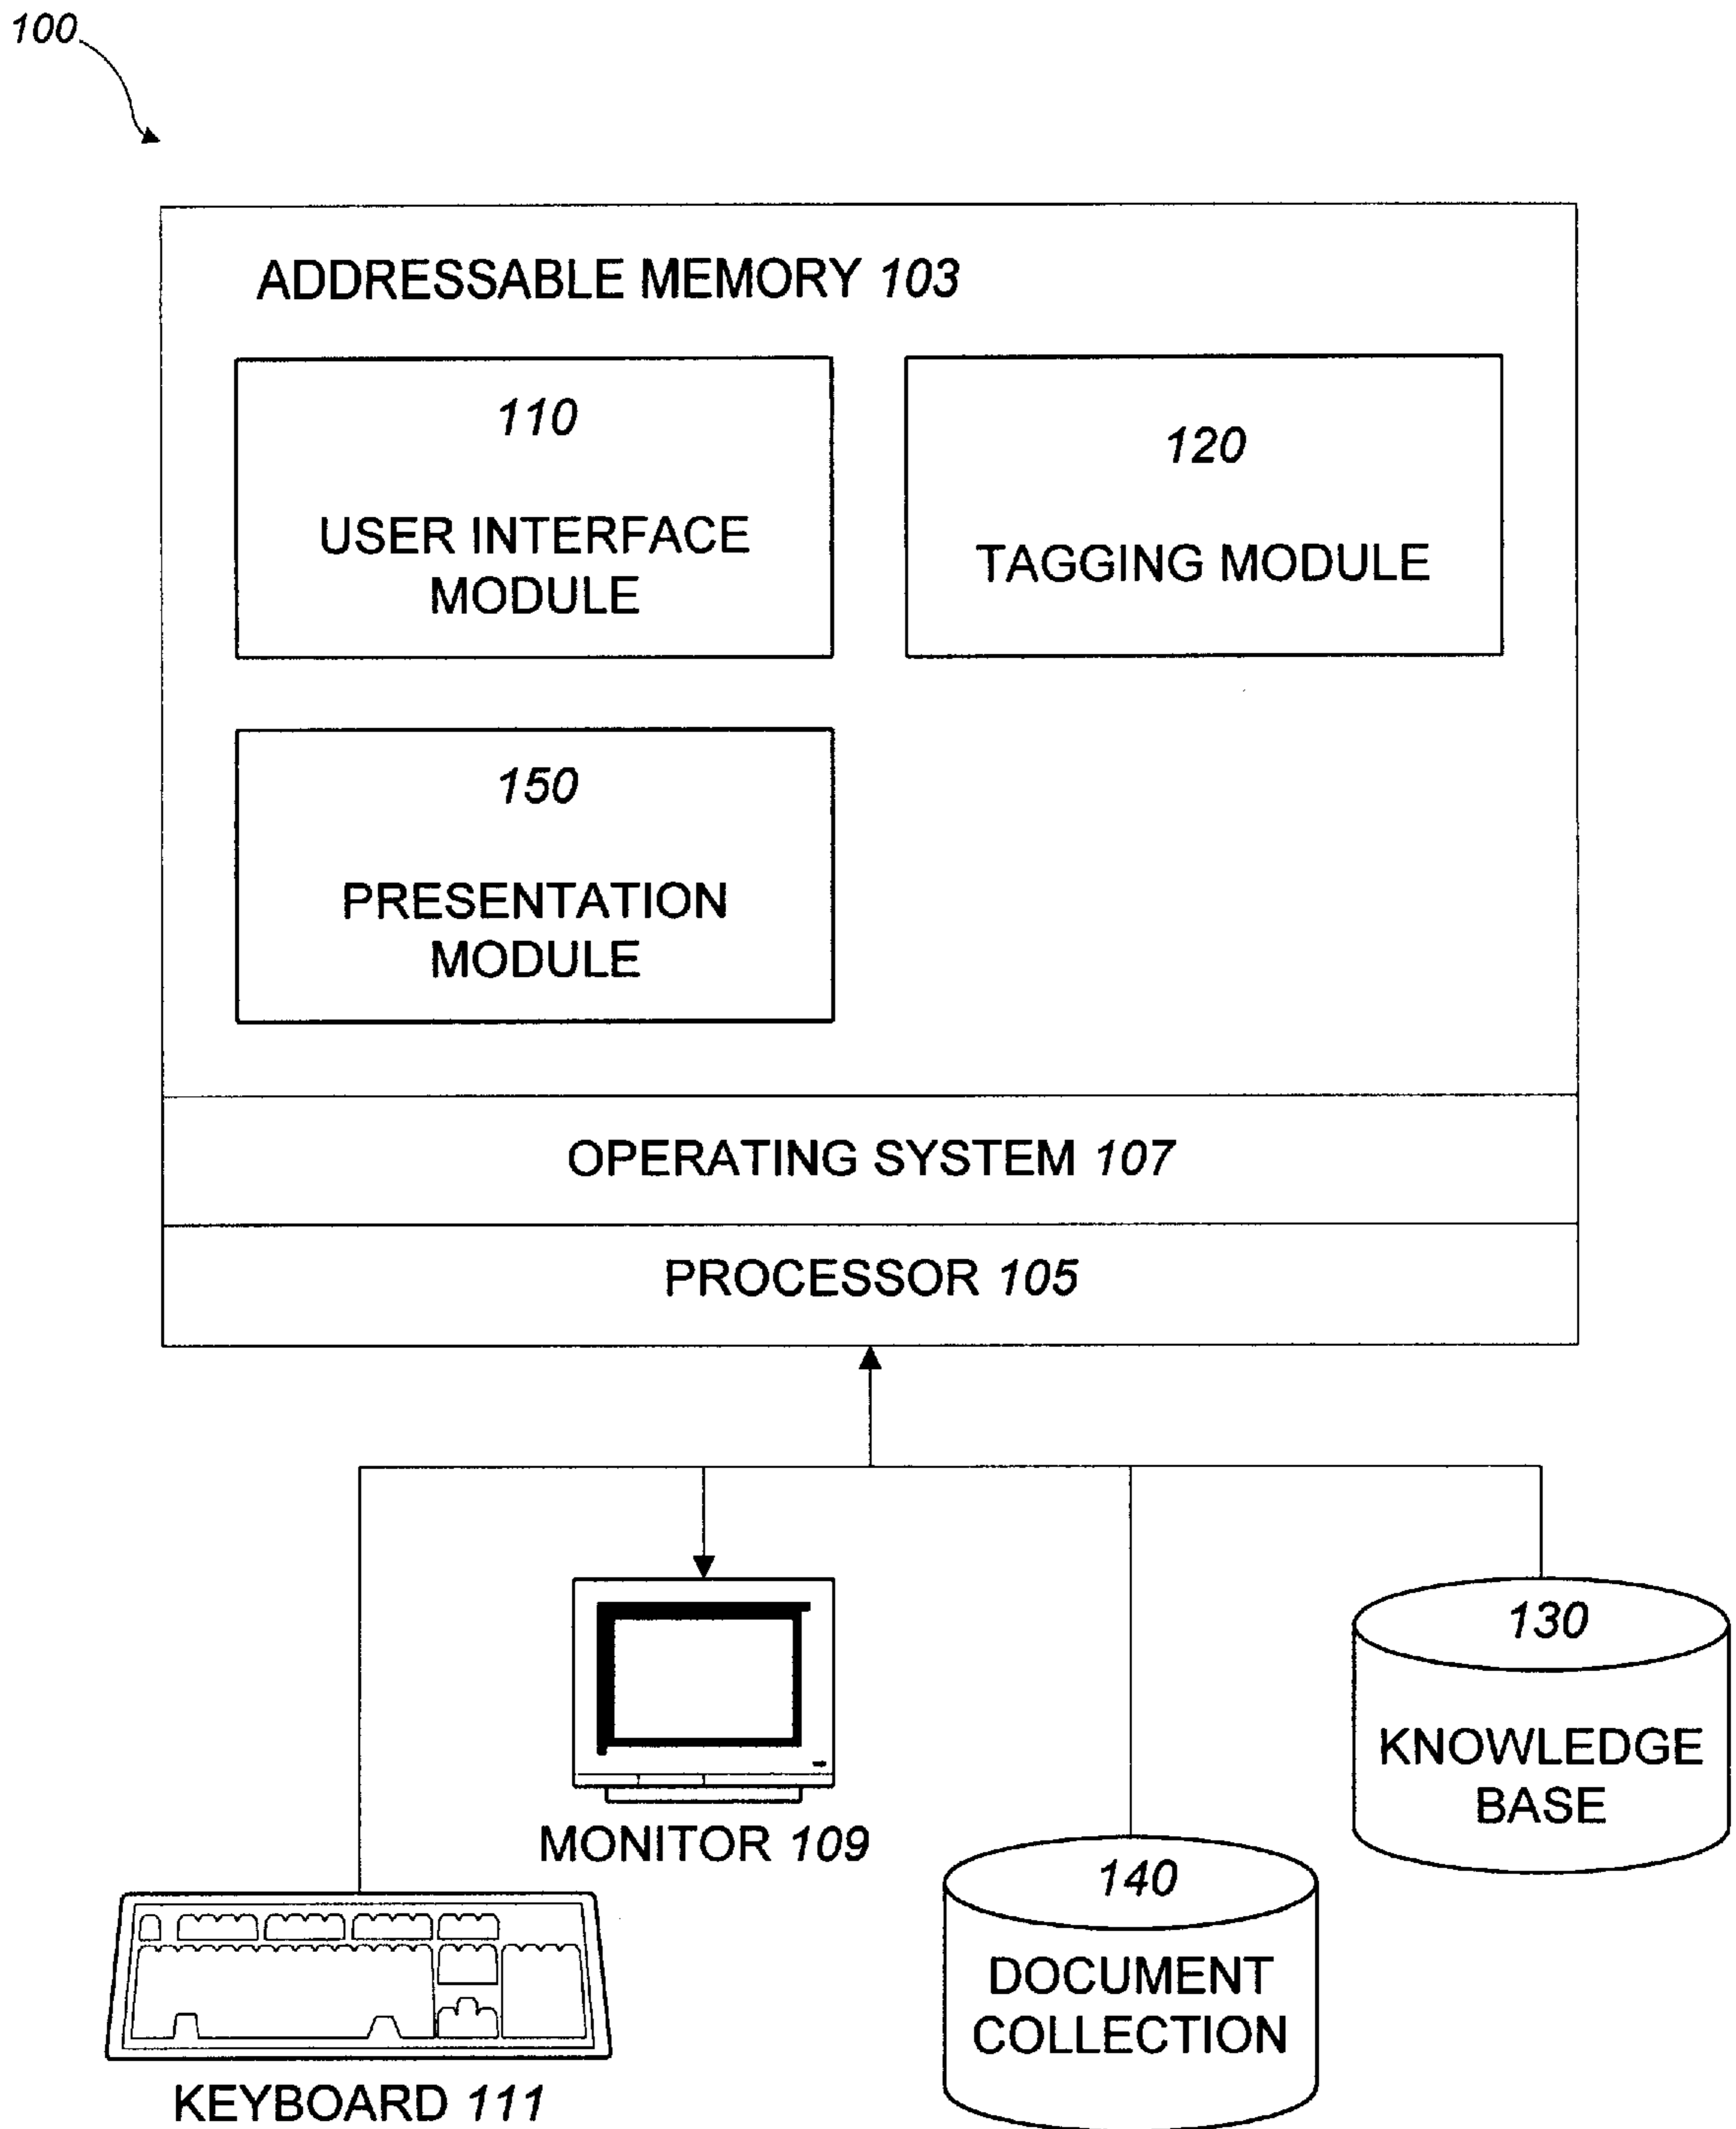 100
ADDRESSABLE MEMORY 103
110
USER INTERFACE
MODULE
120
TAGGING MODULE
150
PRESENTATION
MODULE
OPERATING SYSTEM 107
PROCESSOR 105
MONITOR 109
KEYBOARD 111
140
DOCUMENT
COLLECTION
130
KNOWLEDGE
BASE